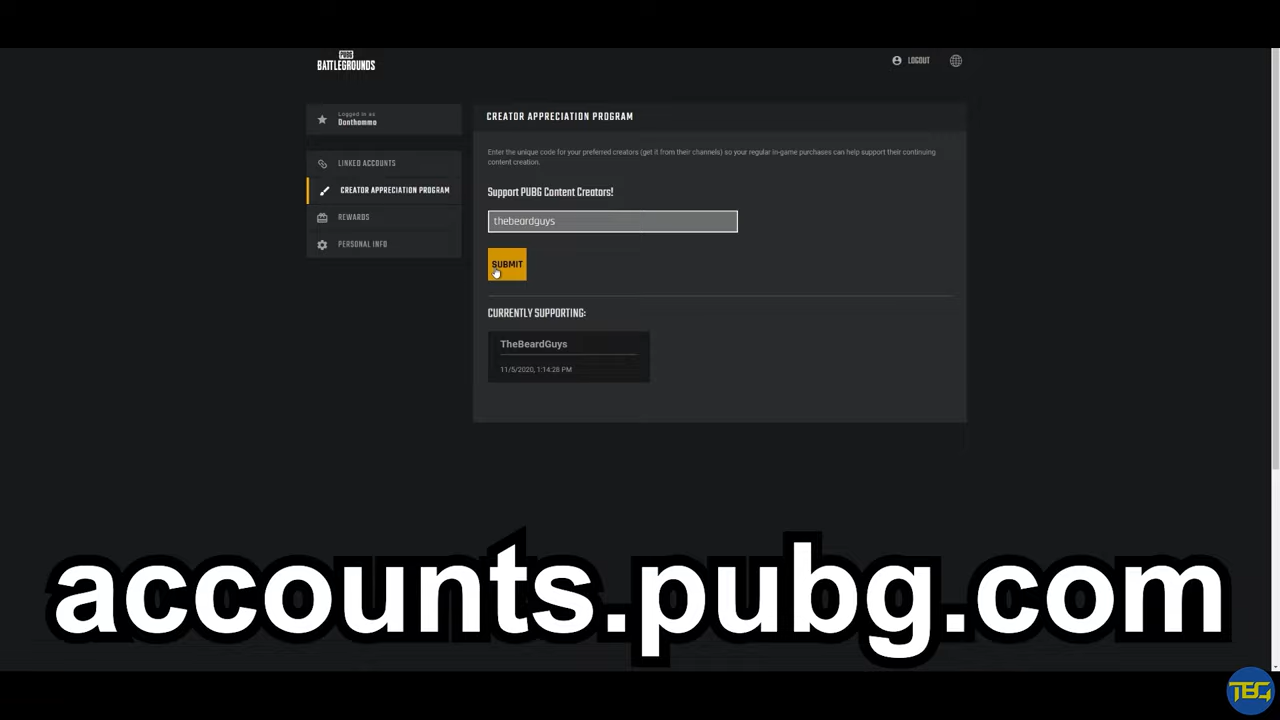 PUBG
BATTLEGROUNDS
LOGOUT
Logged in as
Danthammo
LINKED ACCOUNTS
CREATOR APPRECIATION PROGRAM
REWARDS
PERSONAL INFO
CREATOR APPRECIATION PROGRAM
Enter the unique code for your preferred creators (get it from their channels) so your regular in-game purchases can help support their continuing
content creation.
Support PUBG Content Creators!
thebeardguys
SUBMIT
CURRENTLY SUPPORTING:
TheBeardGuys
11/5/2020, 1:14:28 PM
accounts.pubg.com
TBG